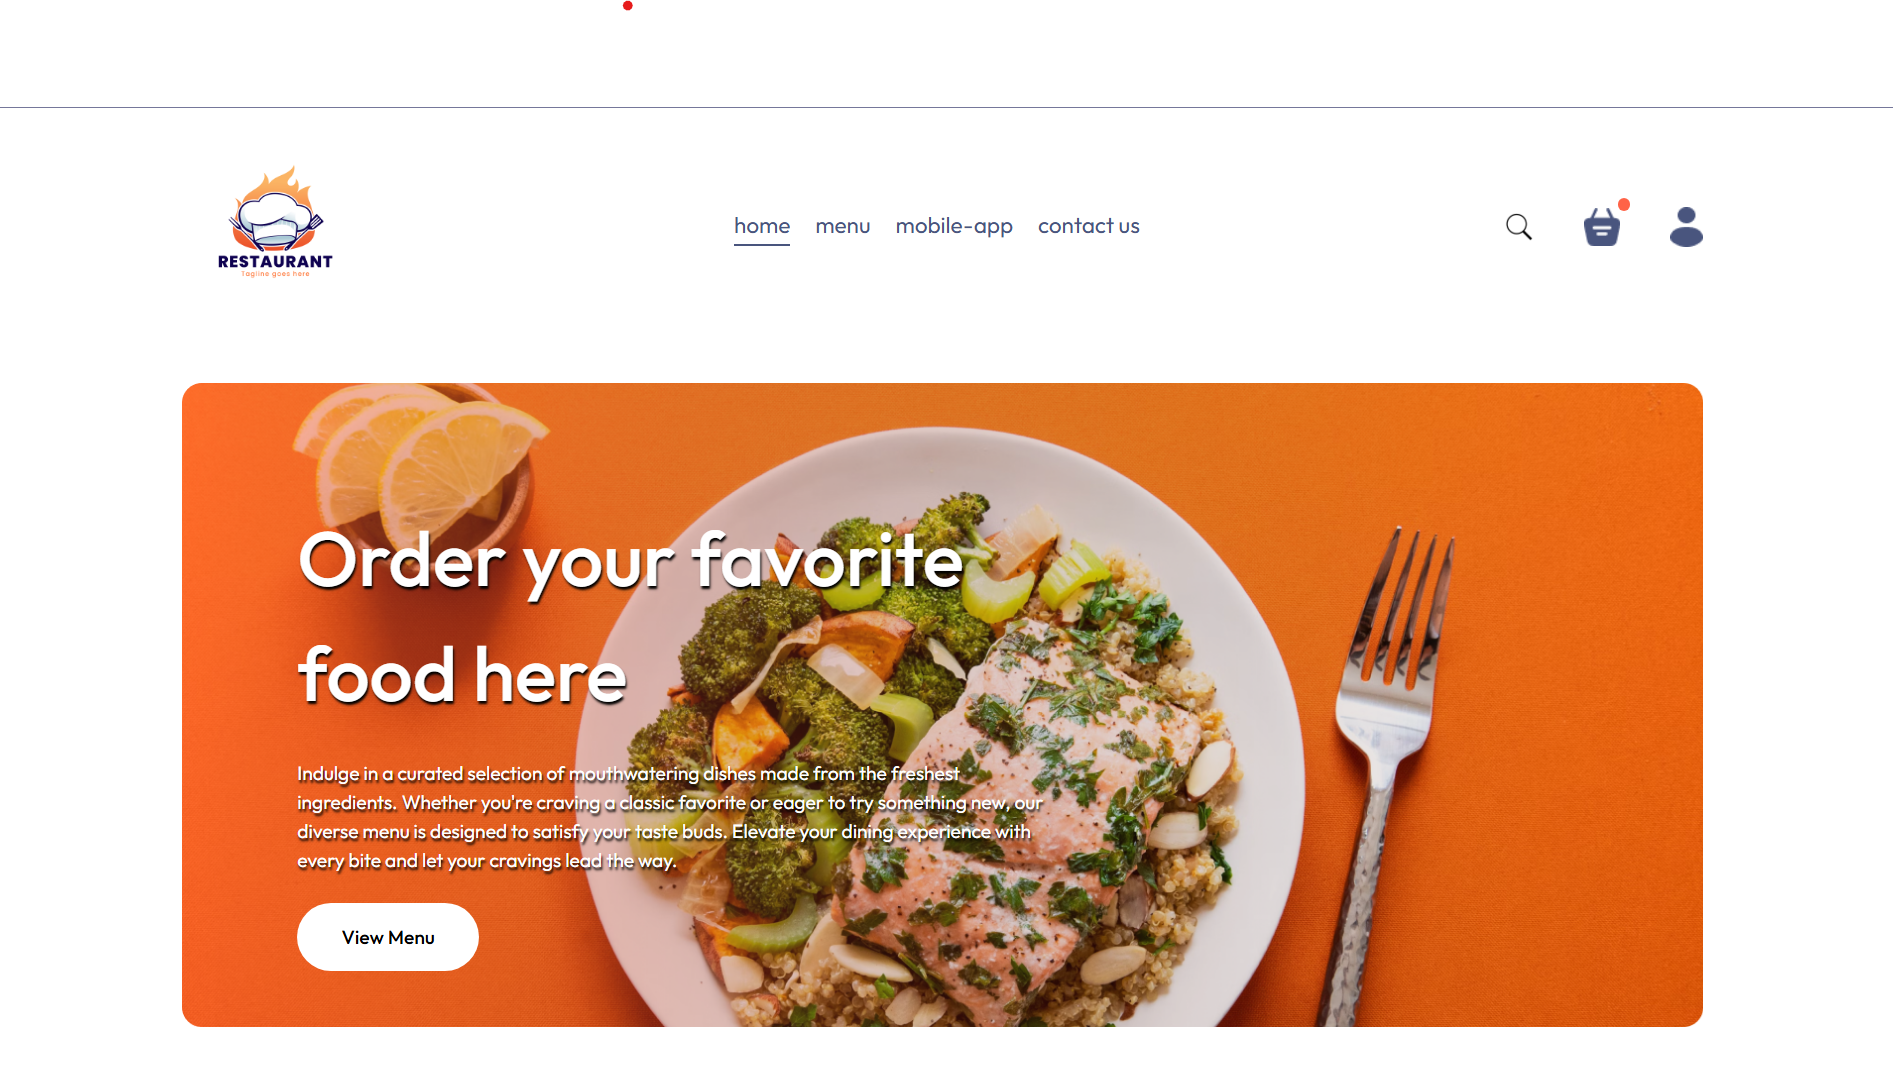 RESTAURANT
Tagline goes here
home menu mobile-app contact us
Order your favorite
food here
Indulge in a curated selection of mouthwatering dishes made from the freshest
ingredients. Whether you're craving a classic favorite or eager to try something new, our
diverse menu is designed to satisfy your taste buds. Elevate your dining experience with
every bite and let your cravings lead the way.
View Menu